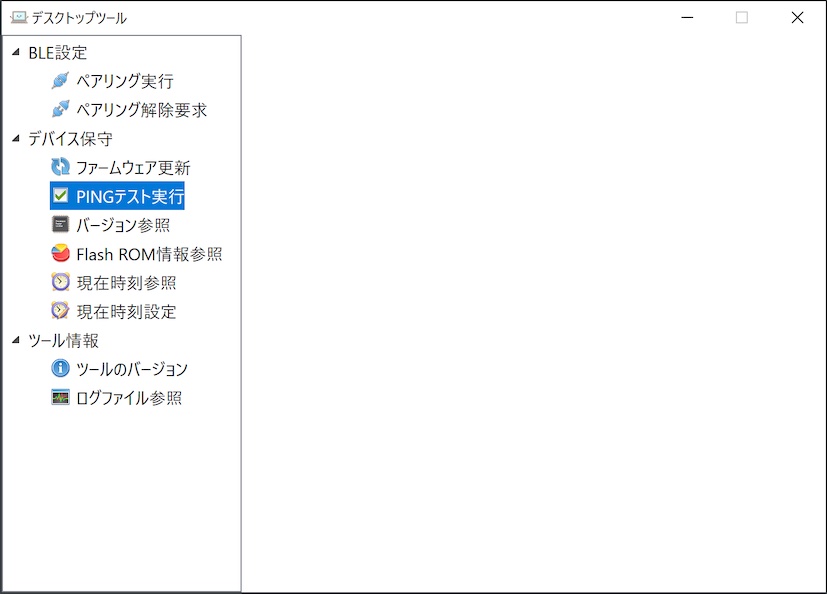 デスクトップツール
BLE設定
ペアリング実行
ペアリング解除要求
デバイス保守
ファームウェア更新
PINGテスト実行
バージョン参照
Flash ROM情報参照
現在時刻参照
現在時刻設定
ツール情報
ツールのバージョン
ログファイル参照